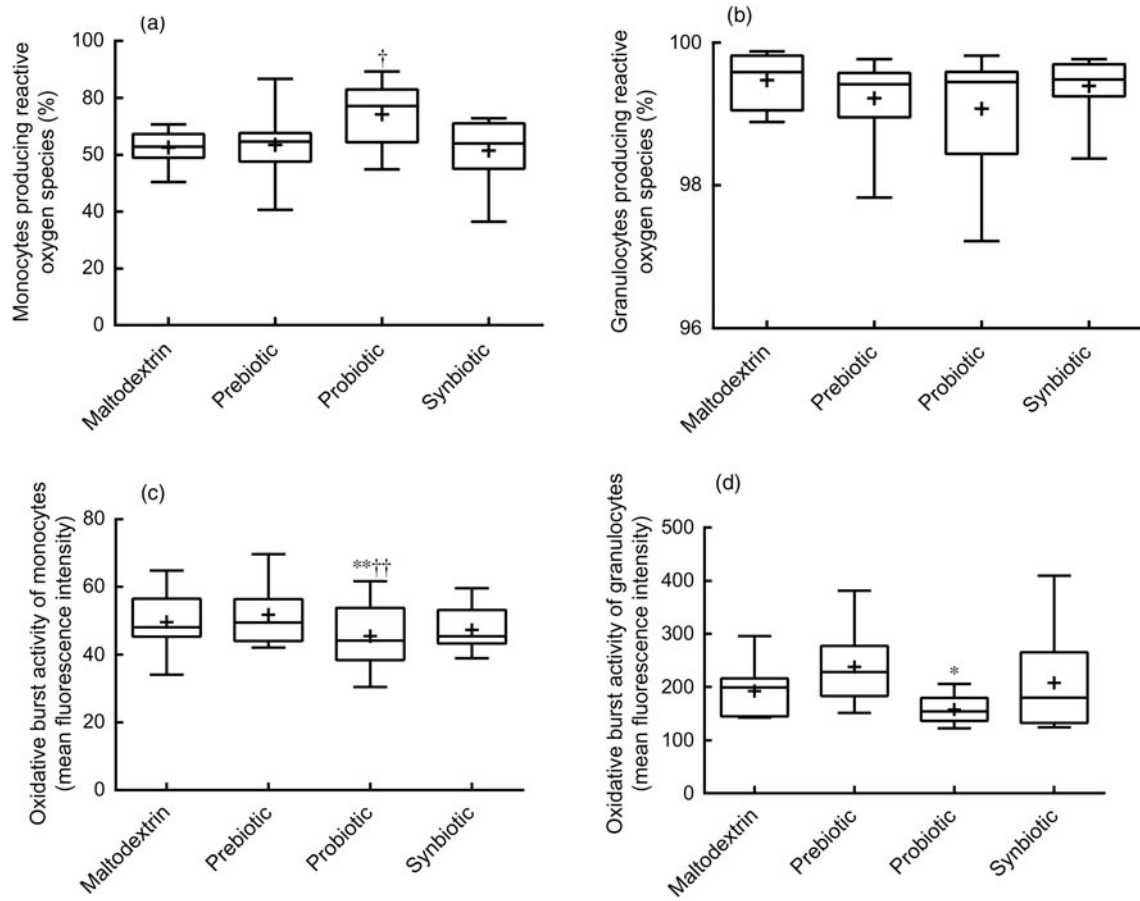 (a)
Monocytes producing reactive
oxygen species (%)
100
80
60
40
20
0
†
Maltodextrin
Prebiotic
Probiotic
Synbiotic
(b)
Granulocytes producing reactive
oxygen species (%)
100
98
96
Maltodextrin
Prebiotic
Probiotic
Synbiotic
(c)
Oxidative burst activity of monocytes
(mean fluorescence intensity)
80
60
40
20
0
**††
Maltodextrin
Prebiotic
Probiotic
Synbiotic
(d)
Oxidative burst activity of granulocytes
(mean fluorescence intensity)
500
400
300
200
100
0
*
Maltodextrin
Prebiotic
Probiotic
Synbiotic